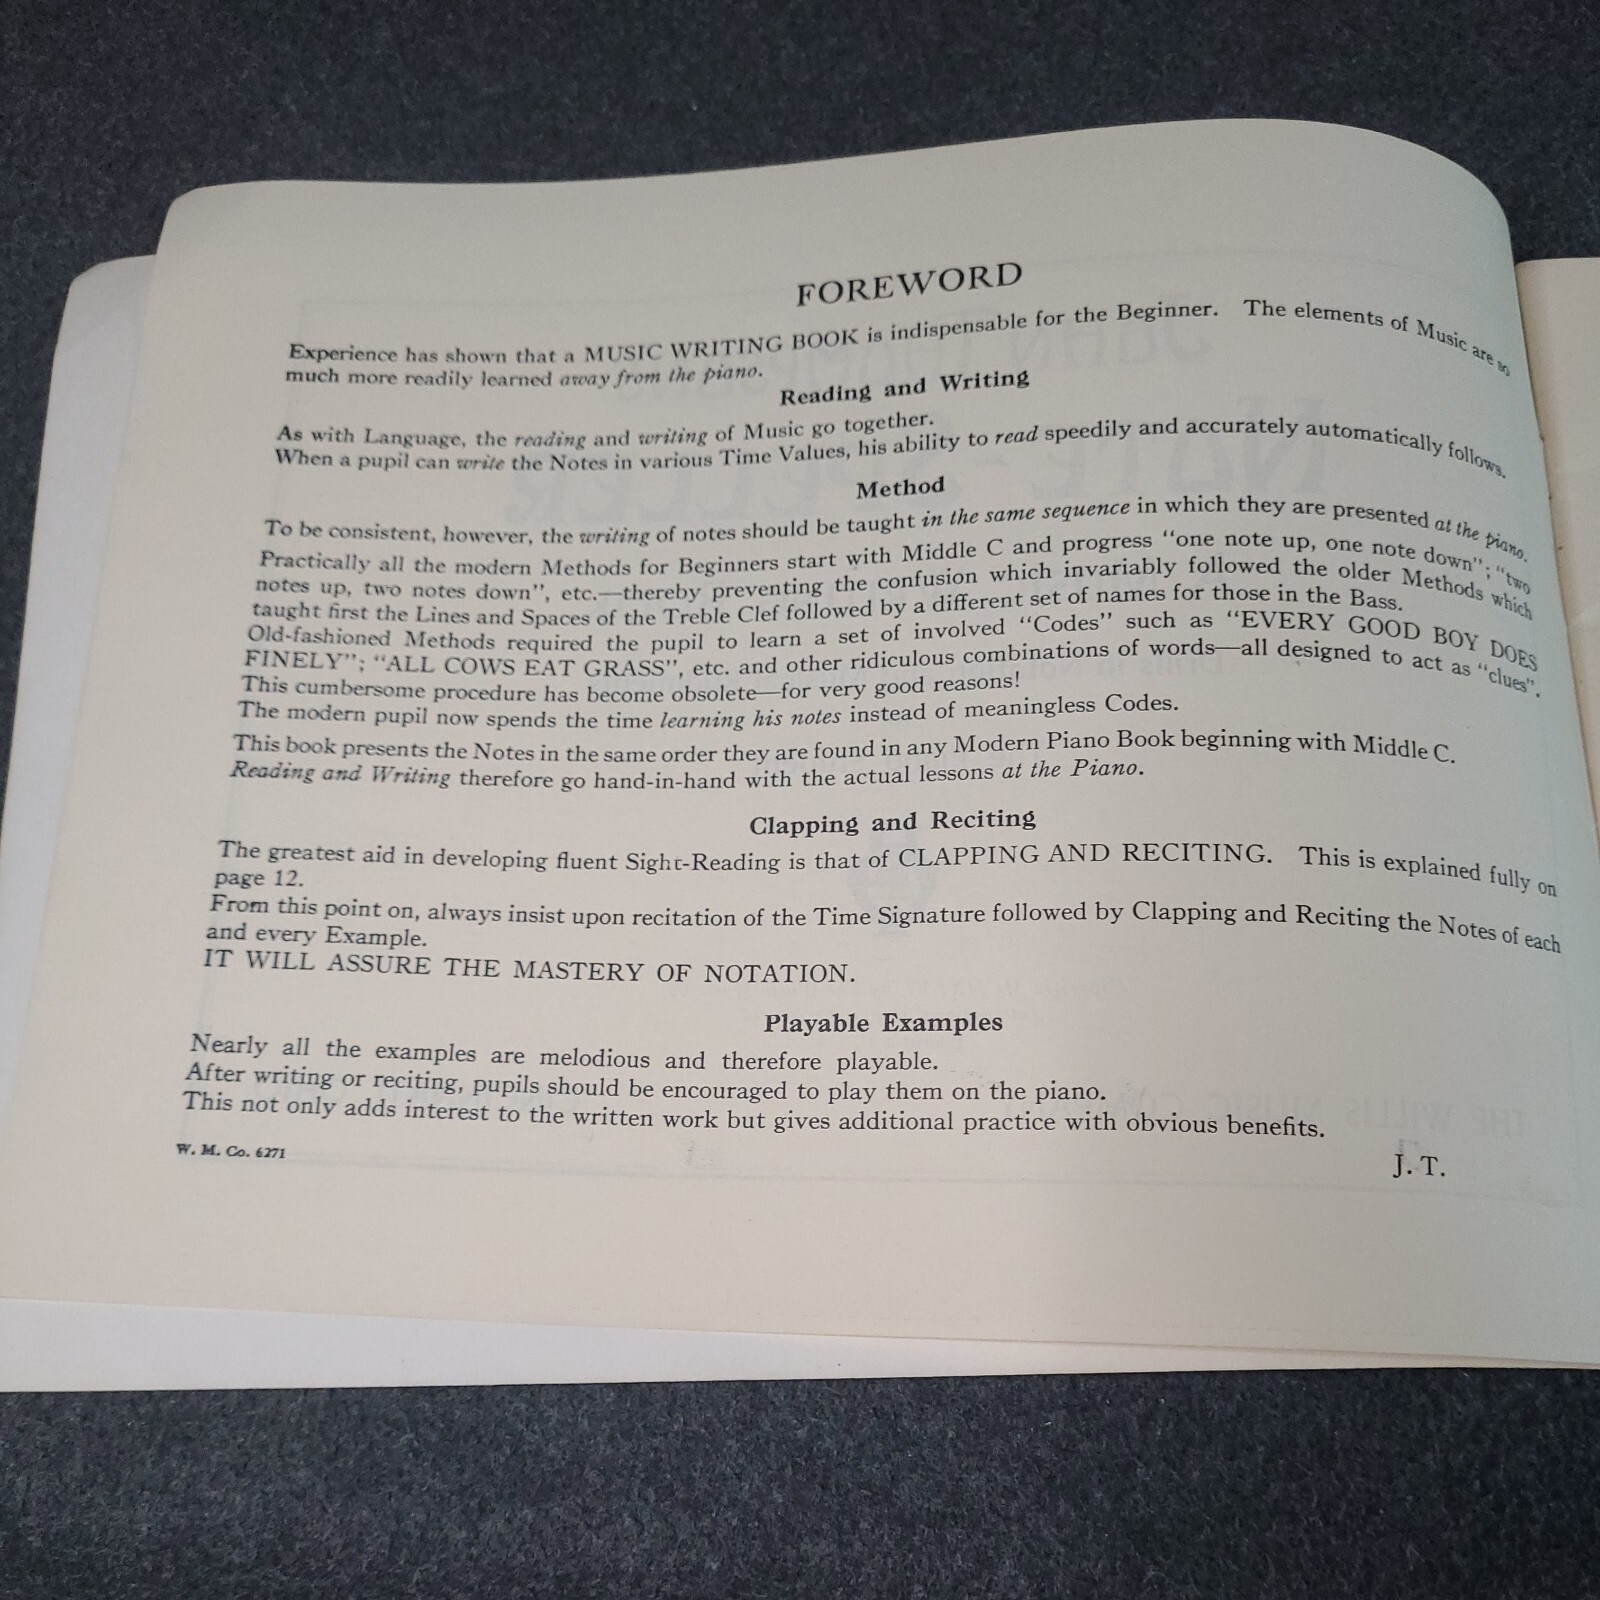 FOREWORD
Experience has shown that a MUSIC WRITING BOOK is indispensable for the Beginner. The elements of Music are so
much more readily learned away from the piano.
Reading and Writing
As with Language, the reading and writing of Music go together.
When a pupil can write the Notes in various Time Values, his ability to read speedily and accurately automatically follows.
Method
To be consistent, however, the writing of notes should be taught in the same sequence in which they are presented at the piano.
Practically all the modern Methods for Beginners start with Middle C and progress “one note up, one note down”; “two
notes up, two notes down”, etc.—thereby preventing the confusion which invariably followed the older Methods which
taught first the Lines and Spaces of the Treble Clef followed by a different set of names for those in the Bass.
Old-fashioned Methods required the pupil to learn a set of involved “Codes” such as “EVERY GOOD BOY DOES
FINELY”; “ALL COWS EAT GRASS”, etc. and other ridiculous combinations of words—all designed to act as “clues”.
This cumbersome procedure has become obsolete—for very good reasons!
The modern pupil now spends the time learning his notes instead of meaningless Codes.
This book presents the Notes in the same order they are found in any Modern Piano Book beginning with Middle C.
Reading and Writing therefore go hand-in-hand with the actual lessons at the Piano.
Clapping and Reciting
The greatest aid in developing fluent Sight-Reading is that of CLAPPING AND RECITING. This is explained fully on
page 12.
From this point on, always insist upon recitation of the Time Signature followed by Clapping and Reciting the Notes of each
and every Example.
IT WILL ASSURE THE MASTERY OF NOTATION.
Playable Examples
Nearly all the examples are melodious and therefore playable.
After writing or reciting, pupils should be encouraged to play them on the piano.
This not only adds interest to the written work but gives additional practice with obvious benefits.
W. M. Co. 6271
J. T.